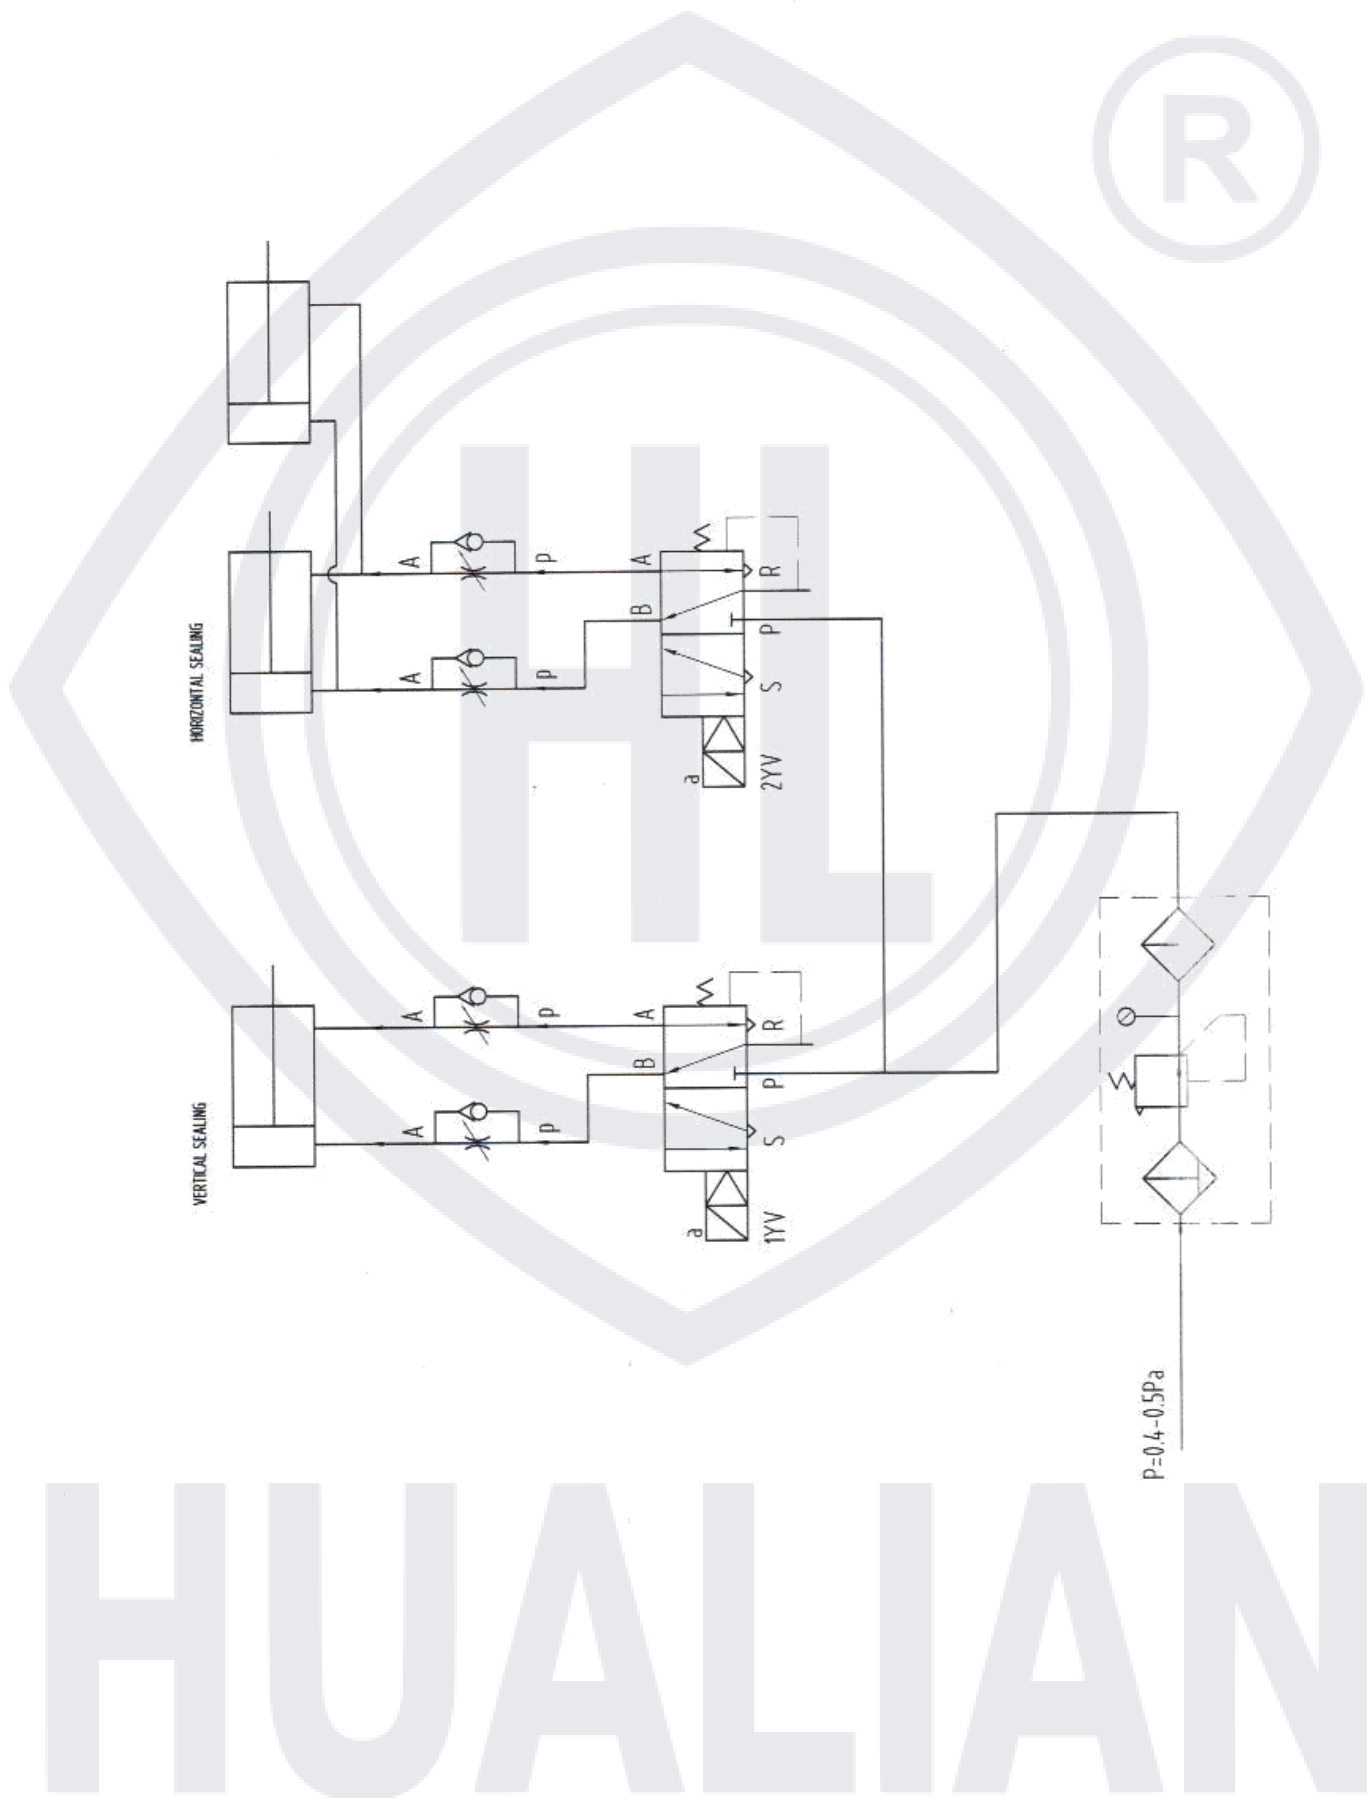 ®
HL
HORIZONTAL SEALING
A
P
A
A
P
B
R
P
S
a
2YV
VERTICAL SEALING
A
P
A
A
P
B
R
P
S
a
1YV
P=0.4-0.5Pa
HUALIAN